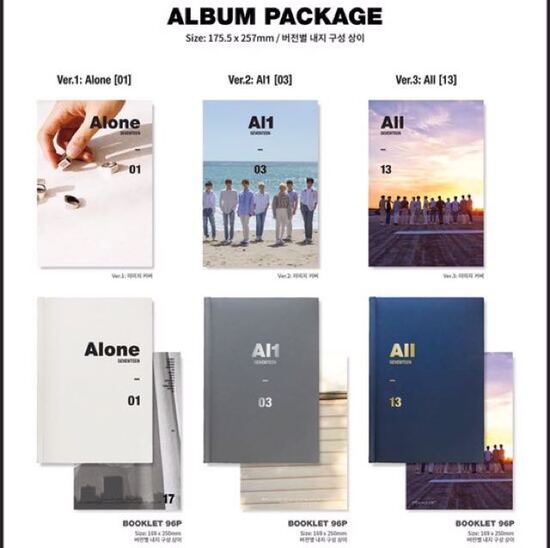 ALBUM PACKAGE
Size: 175.5 x 257mm / 버전별 내지 구성 상이
Ver.1: Alone [01]
Ver.2: Al1 [03]
Ver.3: All [13]
Alone
SEVENTEEN
–
01
Al1
SEVENTEEN
–
03
All
SEVENTEEN
–
13
Ver.1: 이미지 커버
Ver.2: 이미지 커버
Ver.3: 이미지 커버
Alone
SEVENTEEN
–
01
17
Al1
SEVENTEEN
–
03
All
SEVENTEEN
–
13
BOOKLET 96P
Size: 169 x 250mm
버전별 내지 구성 상이
BOOKLET 96P
Size: 169 x 250mm
버전별 내지 구성 상이
BOOKLET 96P
Size: 169 x 250mm
버전별 내지 구성 상이